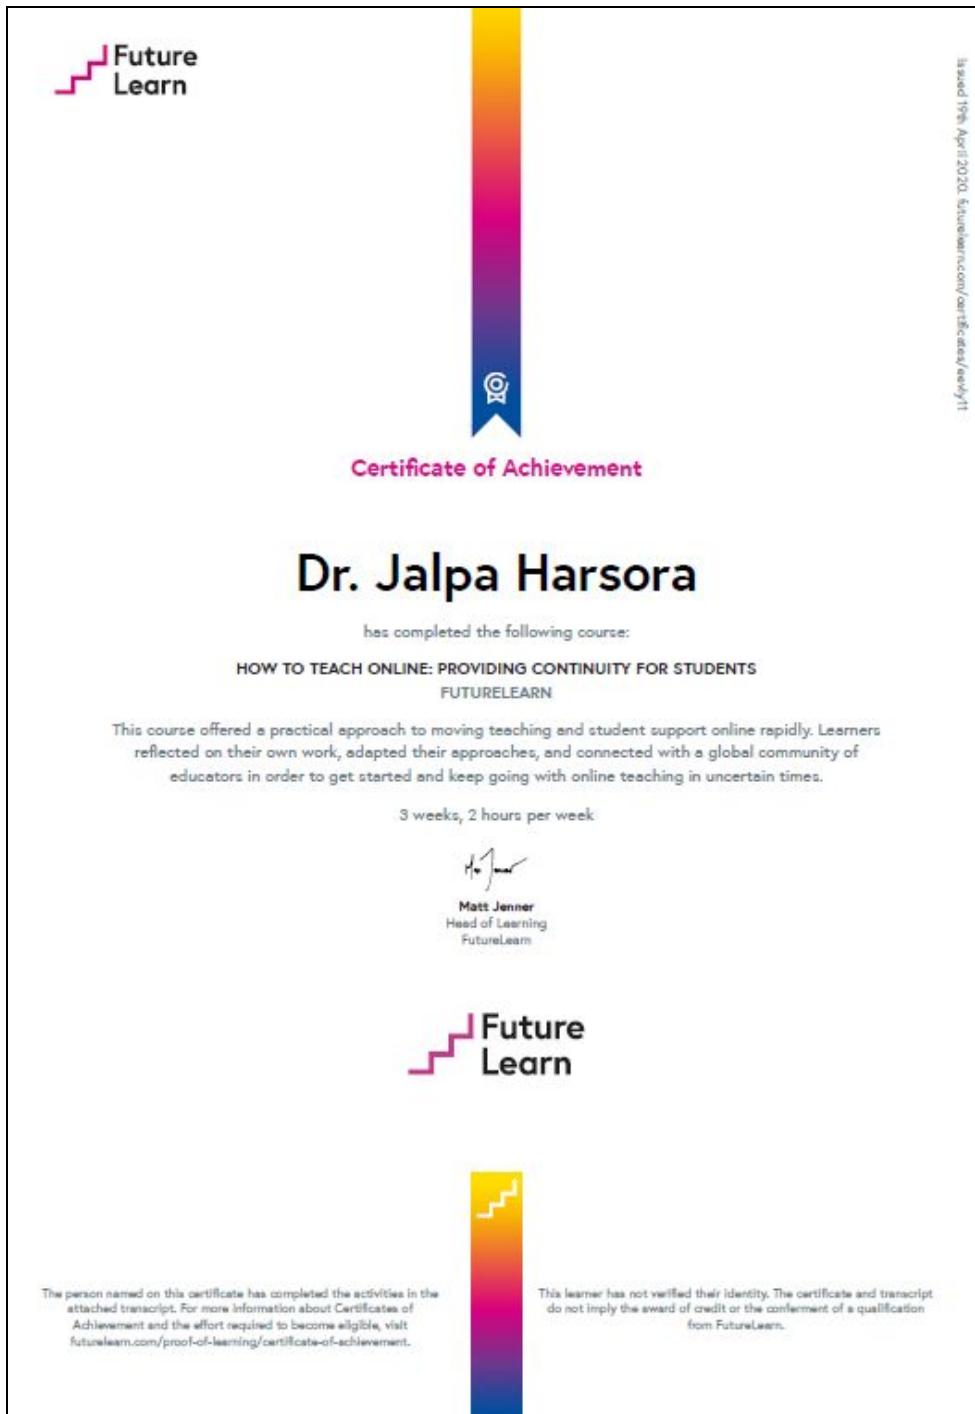 Future
Learn
Issued 19th April 2020. futurelearn.com/certificates/eevly11
Certificate of Achievement
Dr. Jalpa Harsora
has completed the following course:
HOW TO TEACH ONLINE: PROVIDING CONTINUITY FOR STUDENTS
FUTURELEARN
This course offered a practical approach to moving teaching and student support online rapidly. Learners
reflected on their own work, adapted their approaches, and connected with a global community of
educators in order to get started and keep going with online teaching in uncertain times.
3 weeks, 2 hours per week
Matt Jenner
Head of Learning
FutureLearn
Future
Learn
The person named on this certificate has completed the activities in the
attached transcript. For more information about Certificates of
Achievement and the effort required to become eligible, visit
futurelearn.com/proof-of-learning/certificate-of-achievement.
This learner has not verified their identity. The certificate and transcript
do not imply the award of credit or the conferment of a qualification
from FutureLearn.